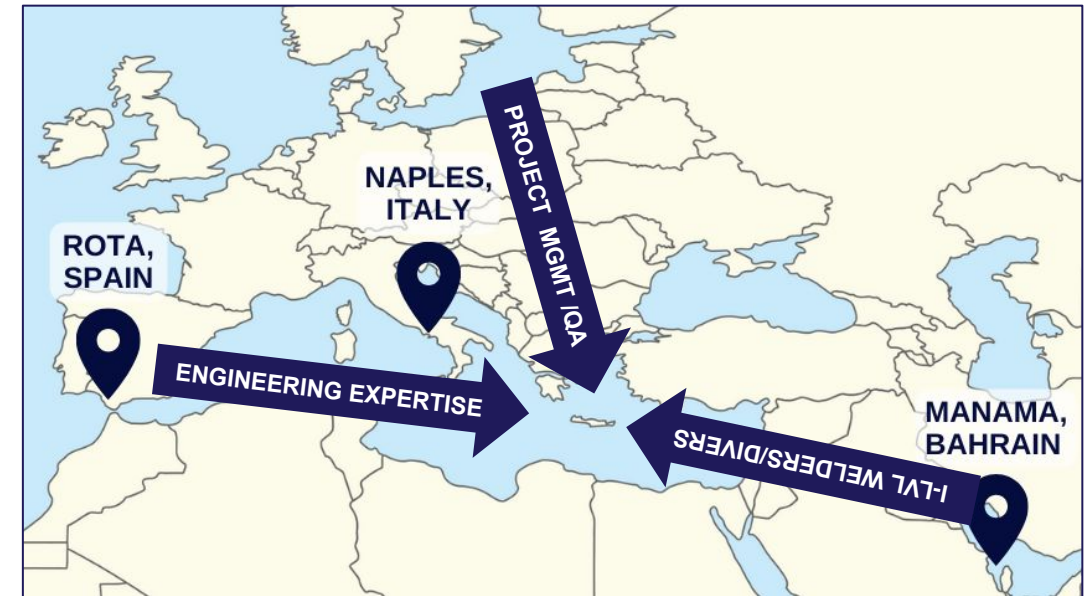 NAPLES,
ITALY
ROTA,
SPAIN
PROJECT MGMT /QA
ENGINEERING EXPERTISE
MANAMA,
BAHRAIN
I-LVL WELDERS/DIVERS